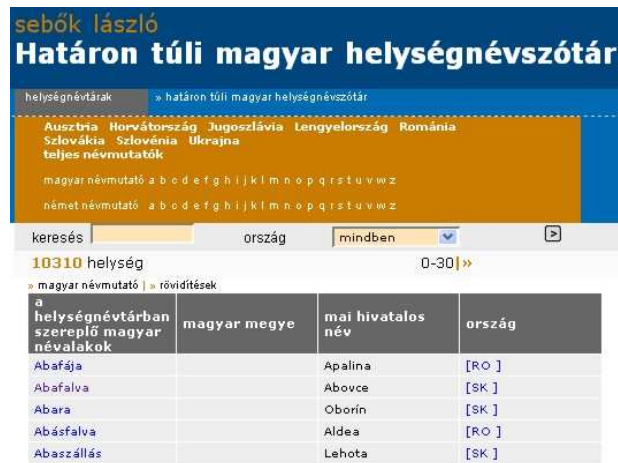 sebők lászló
Határon túli magyar helységnévszótár
helységnévtárak » határon túli magyar helységnévszótár
Ausztria Horvátország Jugoszlávia Lengyelország Románia
Szlovákia Szlovénia Ukrajna
teljes névmutatók
magyar névmutató a b c d e f g h i j k l m n o p q r s t u v w z
német névmutató a b c d e f g h i j k l m n o p q r s t u v w z
keresés ország mindben >
10310 helység 0-30|»
» magyar névmutató | » rövidítések
a helységnévtárban szereplő magyar névalakok magyar megye mai hivatalos név ország
Abafája Apalina [RO ]
Abafalva Abovce [SK ]
Abara Oborín [SK ]
Abásfalva Aldea [RO ]
Abaszállás Lehota [SK ]